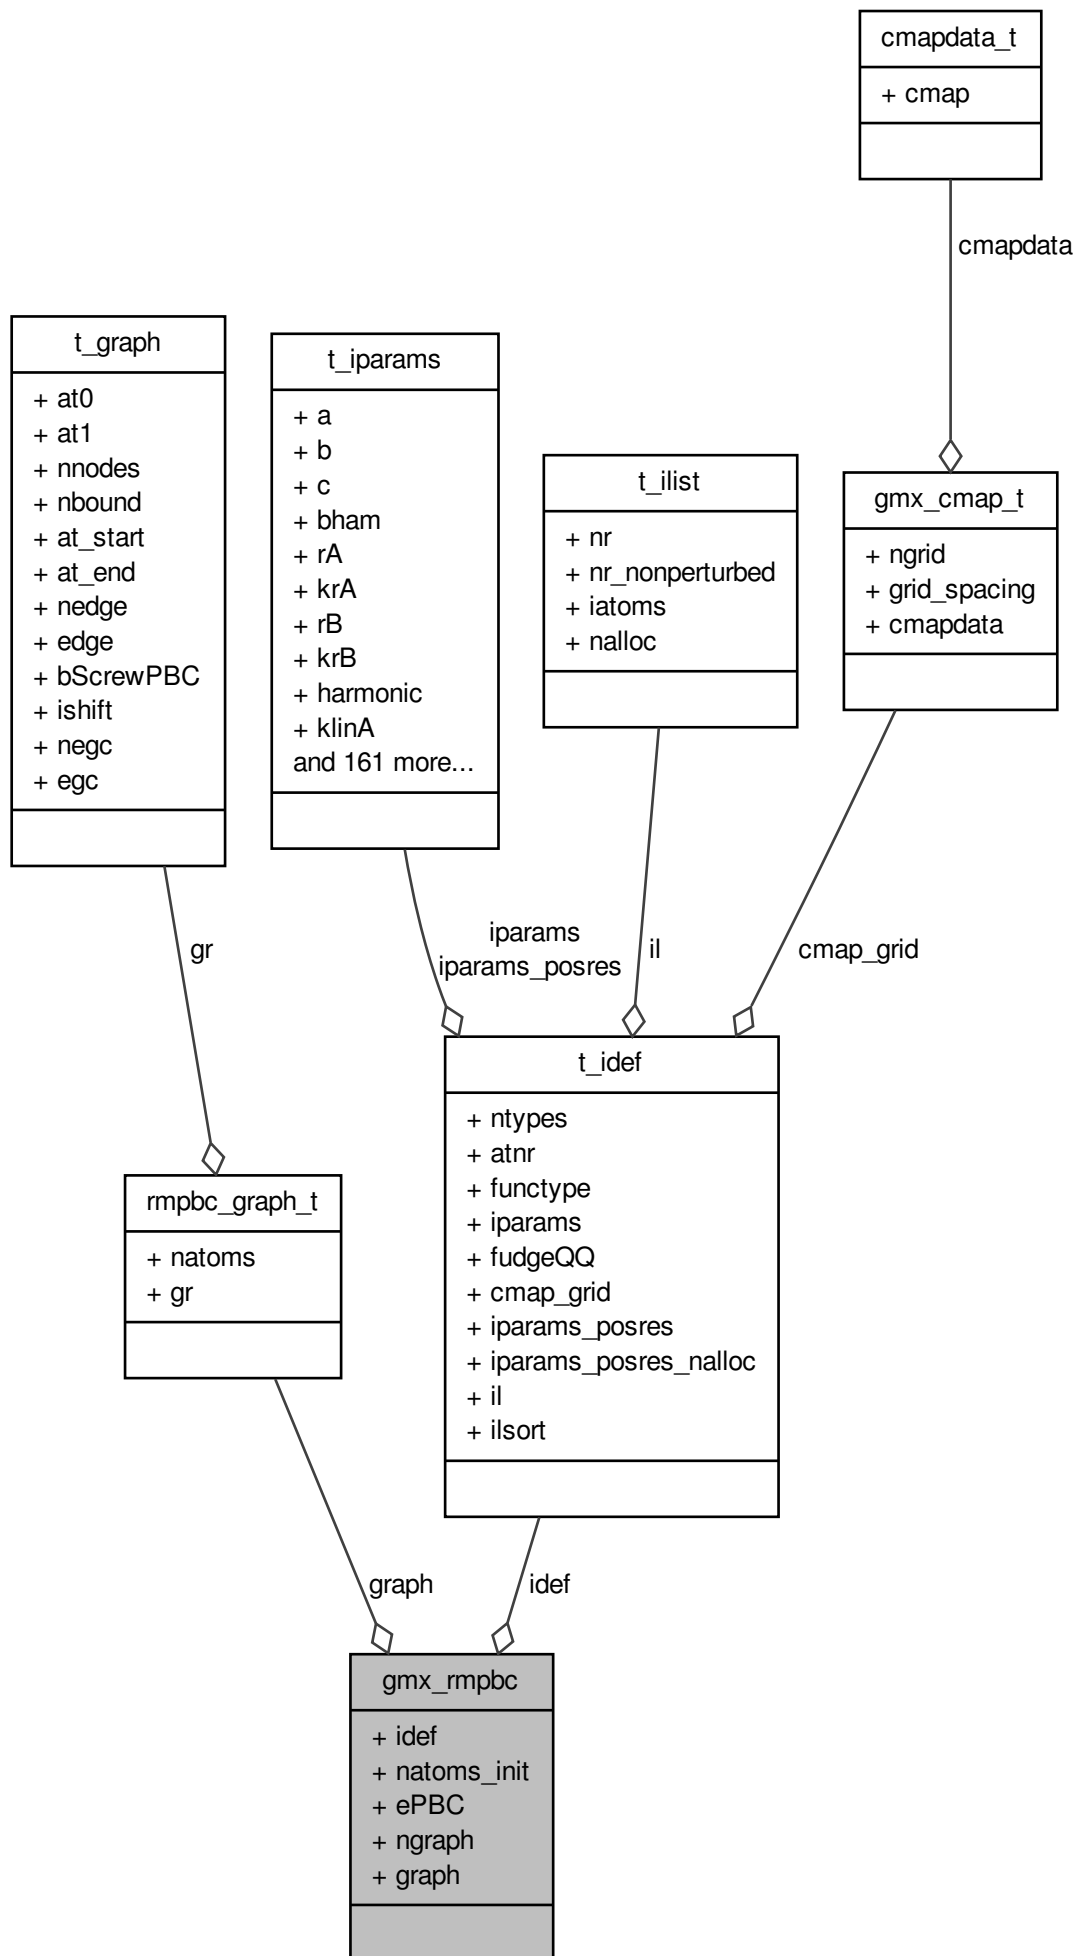 cmapdata_t
+ cmap
cmapdata
t_graph
+ at0
+ at1
+ nnodes
+ nbound
+ at_start
+ at_end
+ nedge
+ edge
+ bScrewPBC
+ ishift
+ negc
+ egc
t_iparams
+ a
+ b
+ c
+ bham
+ rA
+ krA
+ rB
+ krB
+ harmonic
+ klinA
and 161 more...
t_ilist
+ nr
+ nr_nonperturbed
+ iatoms
+ nalloc
gmx_cmap_t
+ ngrid
+ grid_spacing
+ cmapdata
gr
iparams
iparams_posres
il
cmap_grid
rmpbc_graph_t
+ natoms
+ gr
t_idef
+ ntypes
+ atnr
+ functype
+ iparams
+ fudgeQQ
+ cmap_grid
+ iparams_posres
+ iparams_posres_nalloc
+ il
+ ilsort
graph
idef
gmx_rmpbc
+ idef
+ natoms_init
+ ePBC
+ ngraph
+ graph